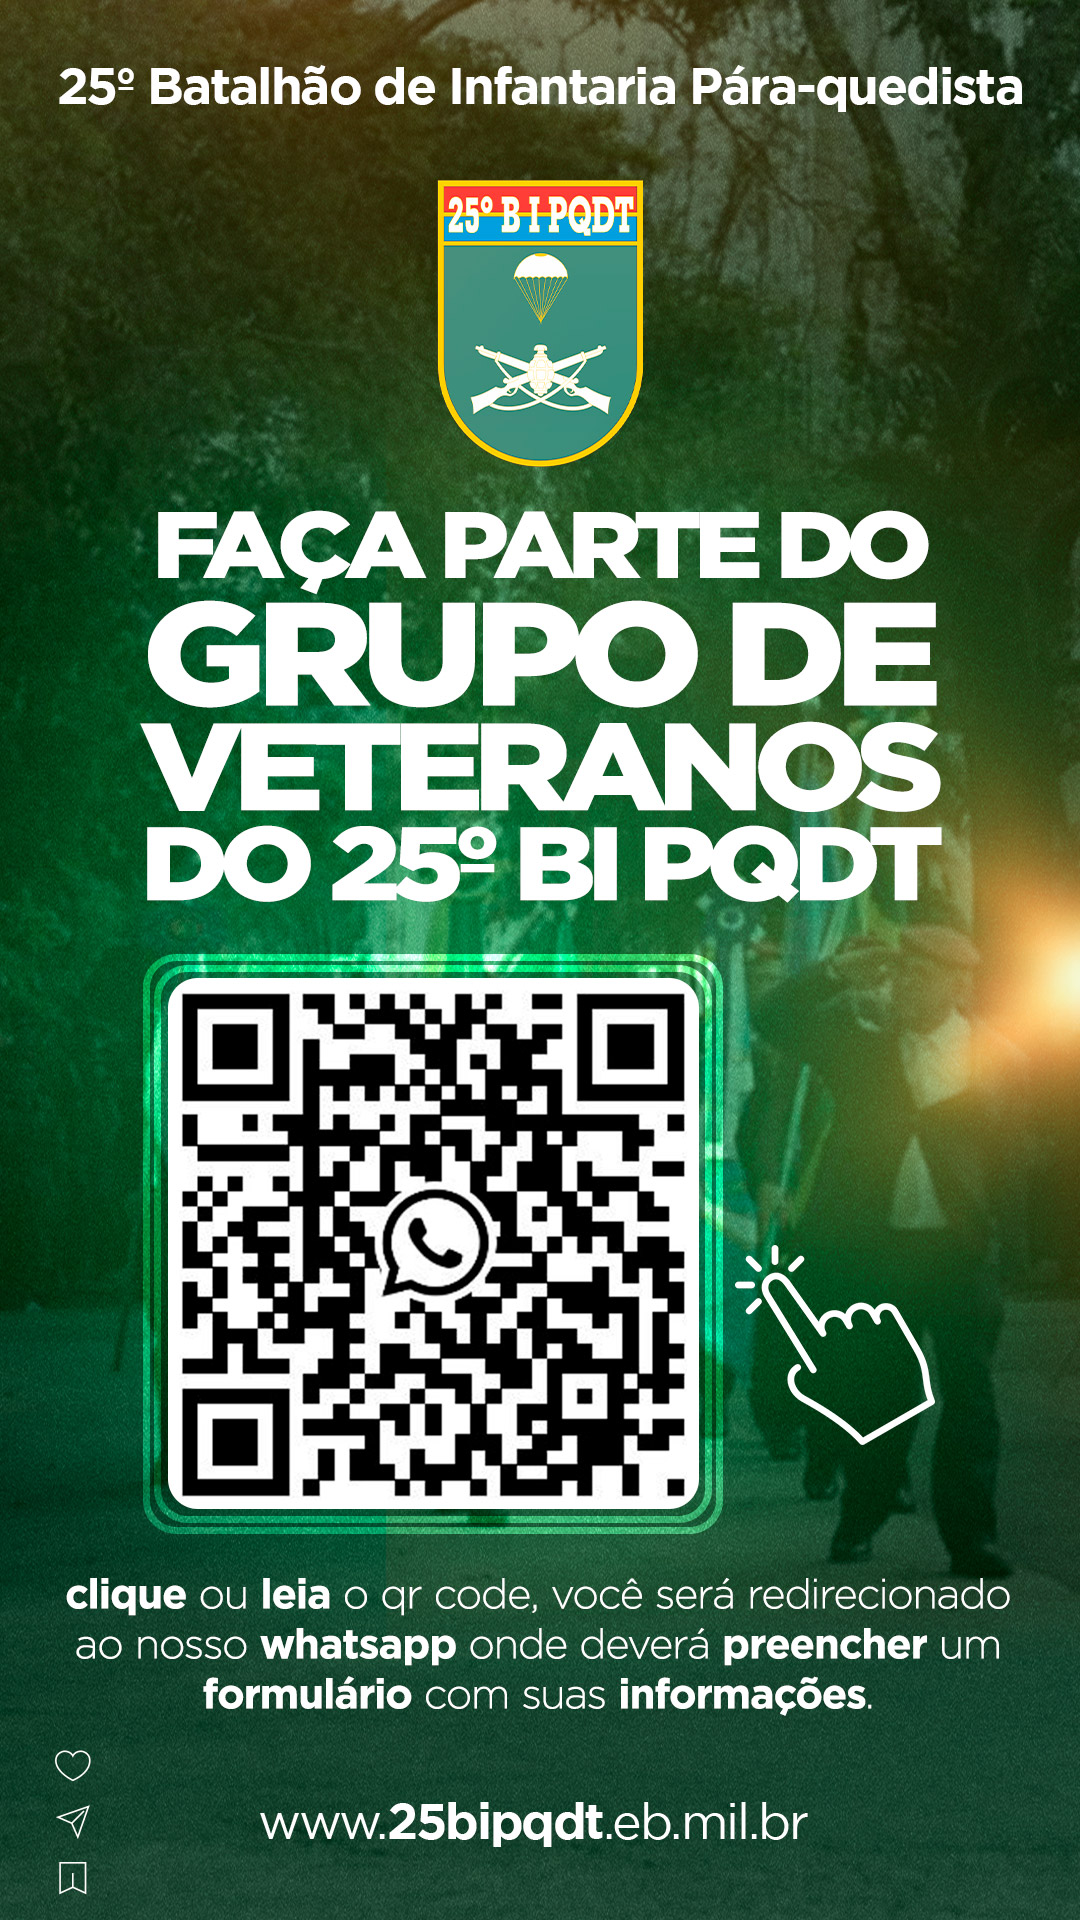 25º Batalhão de Infantaria Pára-quedista
25º B I PQDT
FAÇA PARTE DO
GRUPO DE
VETERANOS
DO 25º BI PQDT
clique ou leia o qr code, você será redirecionado
ao nosso whatsapp onde deverá preencher um
formulário com suas informações.
www.25bipqdt.eb.mil.br